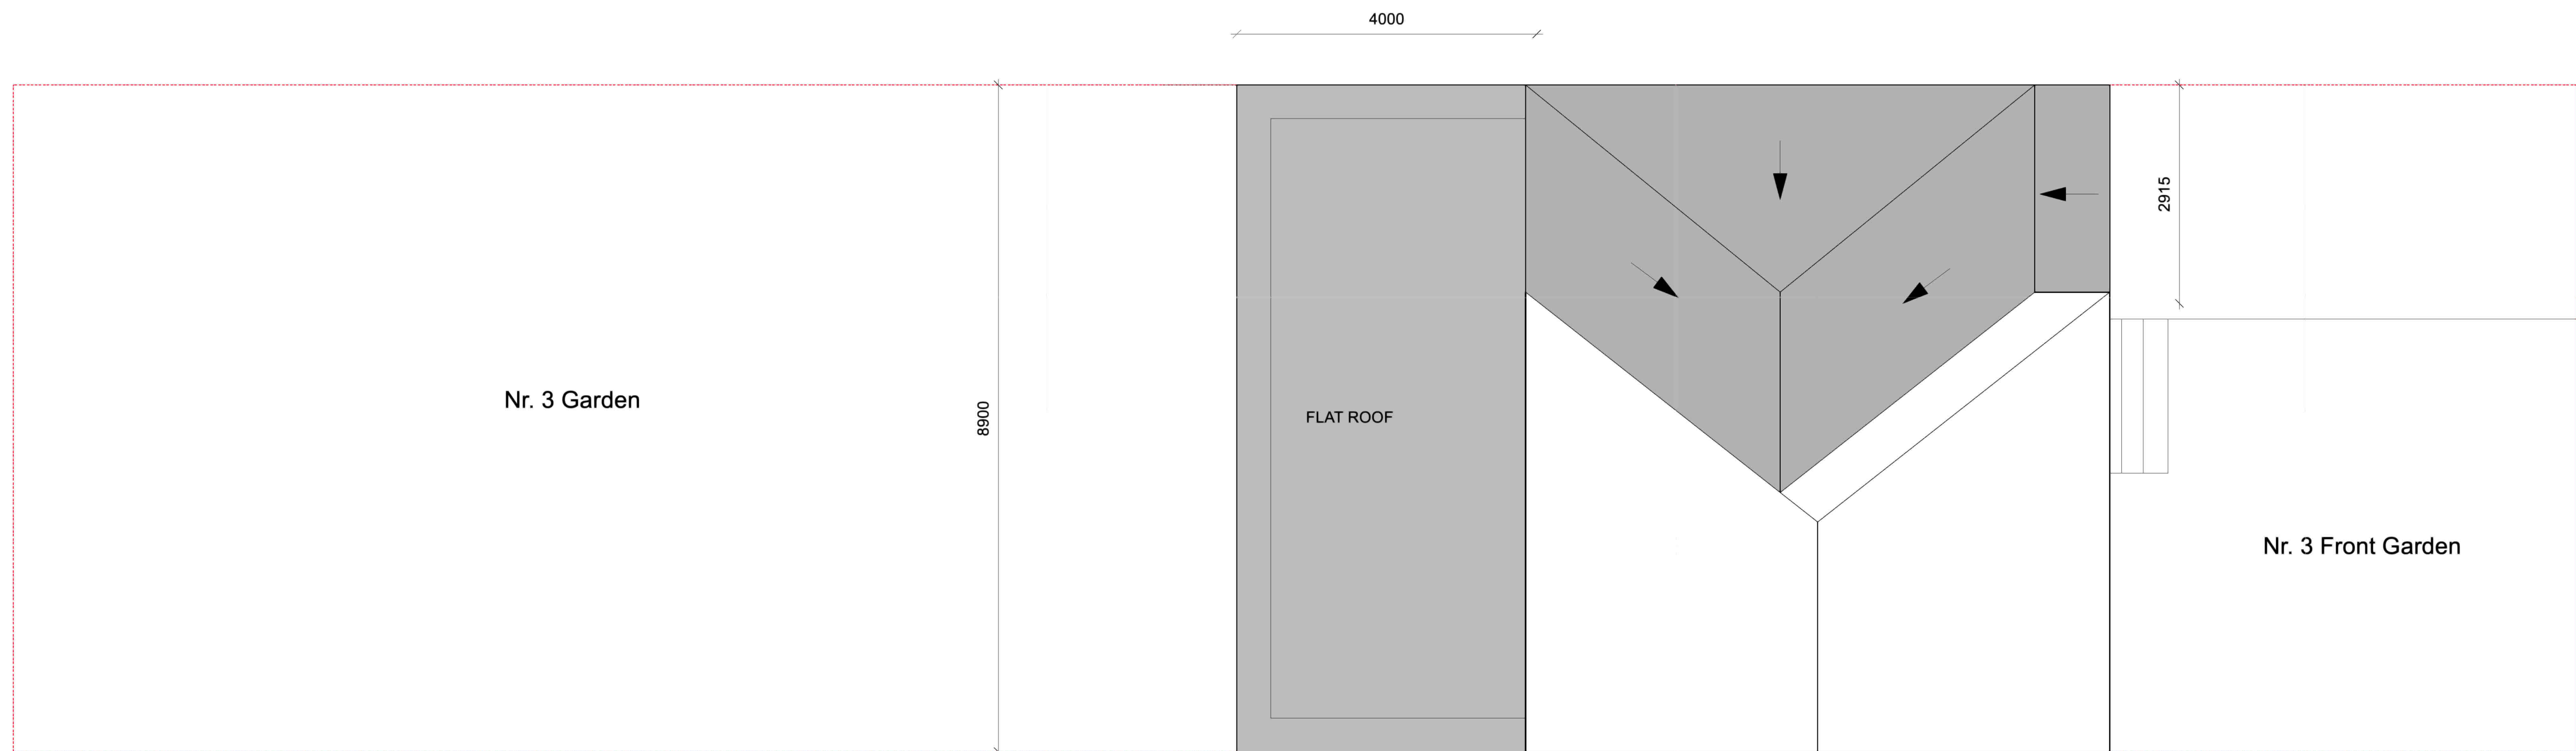 4000
2915
Nr. 3 Garden
8900
FLAT ROOF
Nr. 3 Front Garden